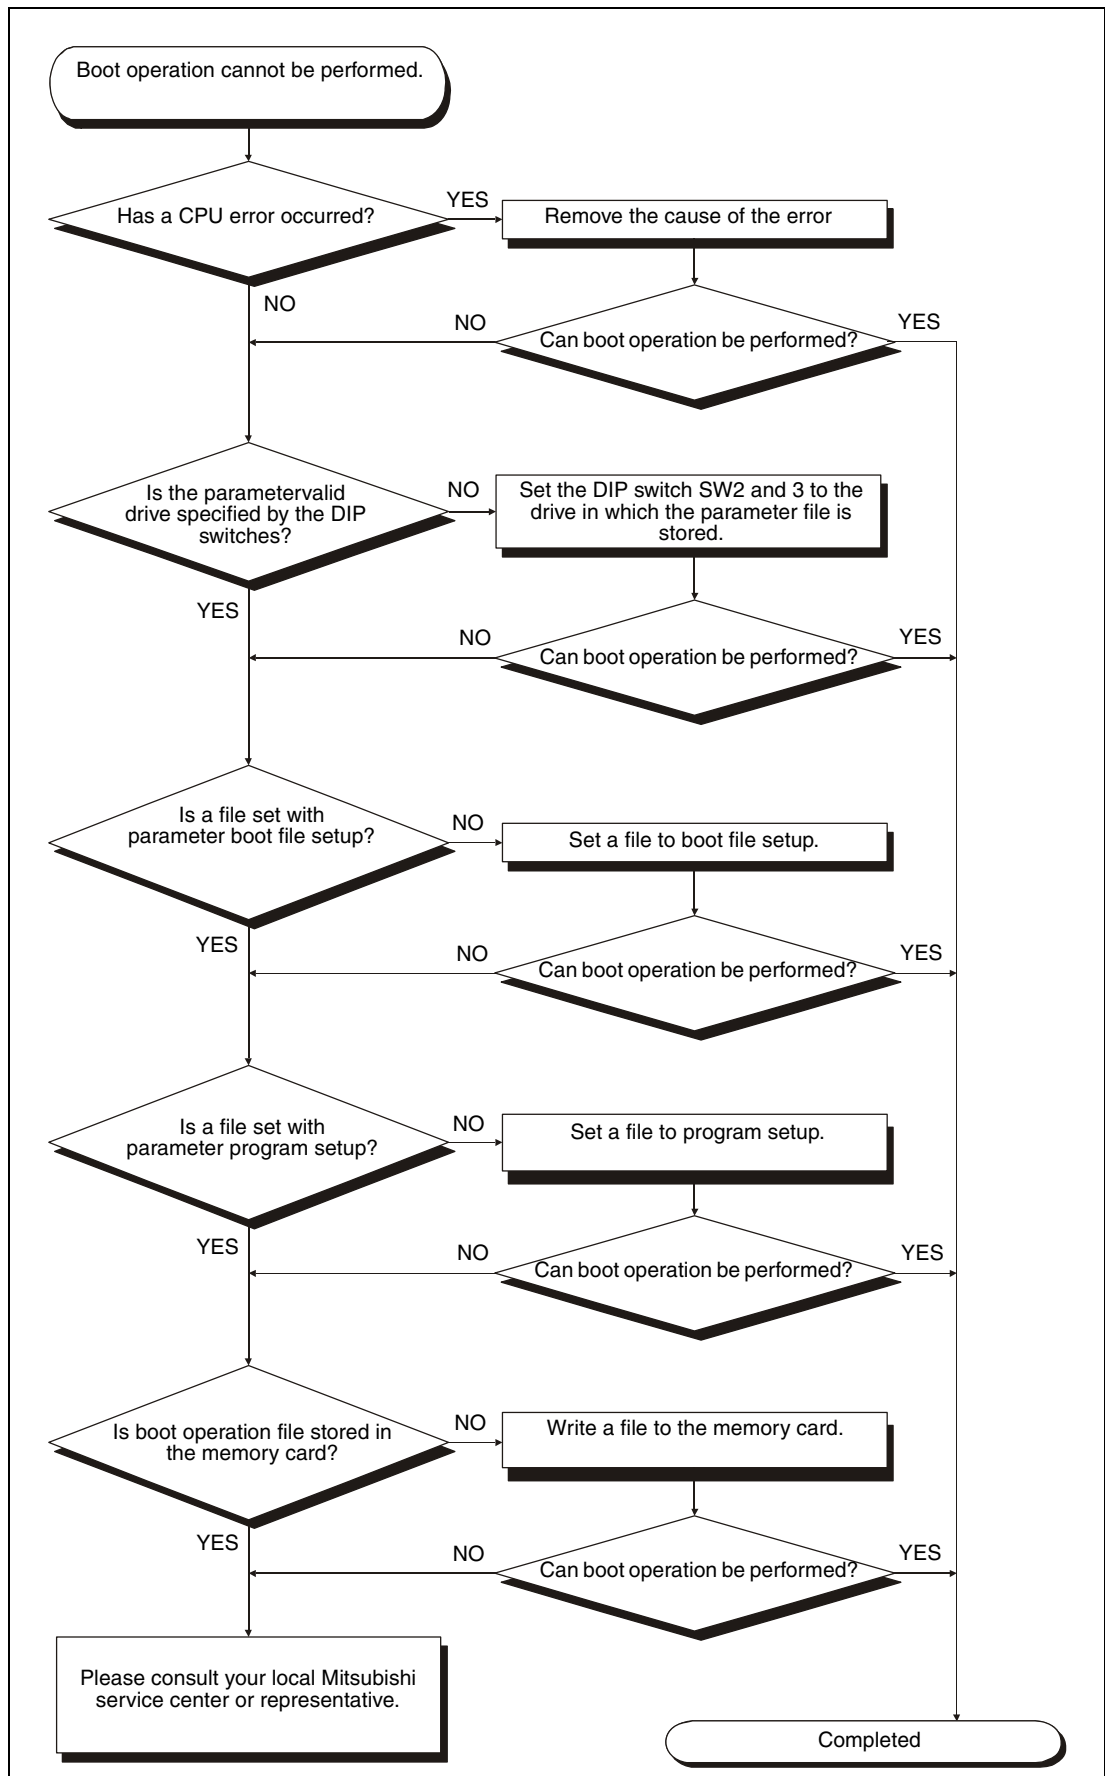 Boot operation cannot be performed.
Has a CPU error occurred?
YES
Remove the cause of the error
NO
NO
Can boot operation be performed?
YES
Is the parametervalid
drive specified by the DIP
switches?
NO
Set the DIP switch SW2 and 3 to the
drive in which the parameter file is
stored.
YES
NO
Can boot operation be performed?
YES
Is a file set with
parameter boot file setup?
NO
Set a file to boot file setup.
YES
NO
Can boot operation be performed?
YES
Is a file set with
parameter program setup?
NO
Set a file to program setup.
YES
NO
Can boot operation be performed?
YES
Is boot operation file stored in
the memory card?
NO
Write a file to the memory card.
YES
NO
Can boot operation be performed?
YES
Please consult your local Mitsubishi
service center or representative.
Completed